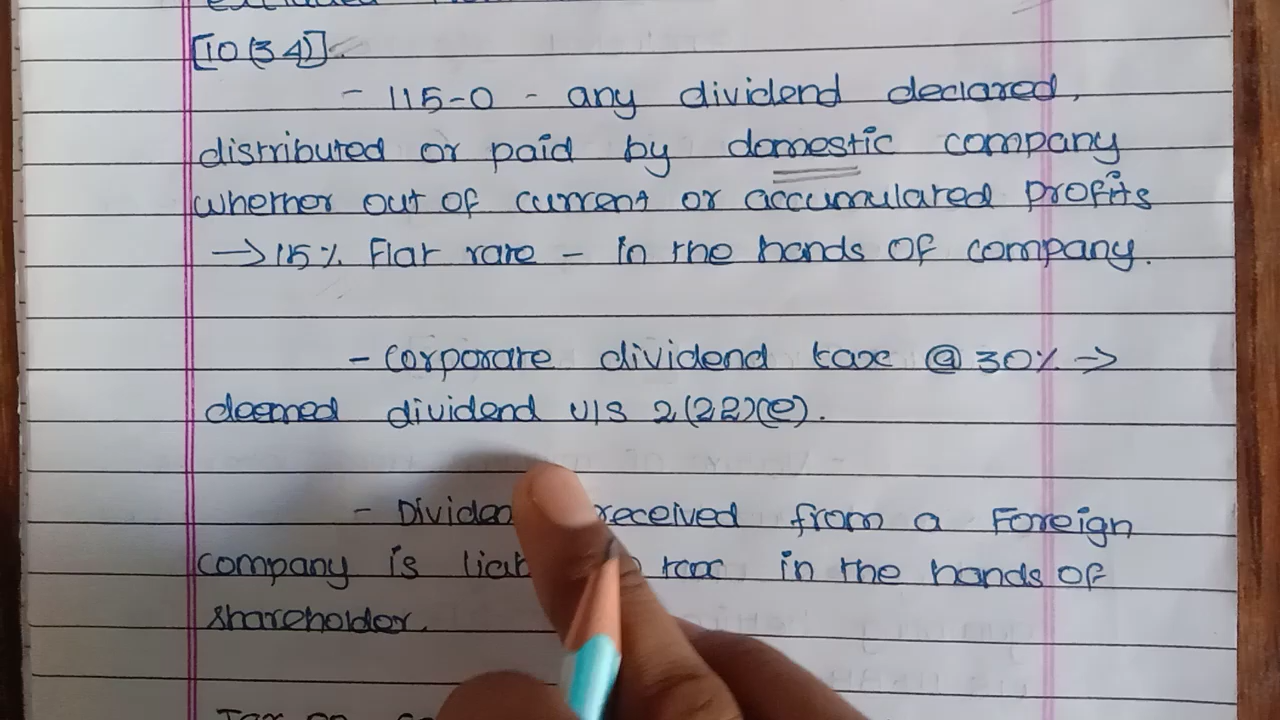 [10(34)]
- 115-O - any dividend declared,
distributed or paid by domestic company
whether out of current or accumulated profits
→ 15% Flat rate - in the hands of company.
- Corporate dividend tax @ 30% →
deemed dividend u/s 2(22)(e).
- received from a Foreign
company is tax in the hands of
shareholder.